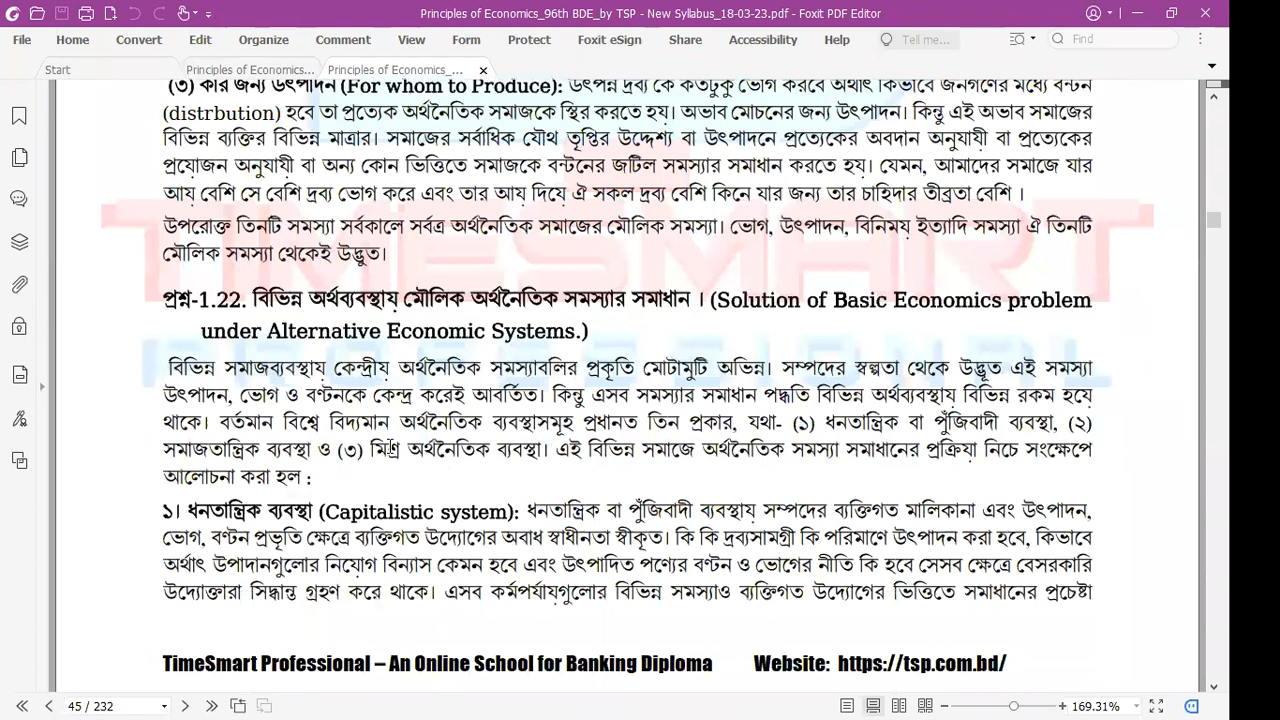 Principles of Economics_96th BDE_by TSP - New Syllabus_18-03-23.pdf - Foxit PDF Editor
File Home Convert Edit Organize Comment View Form Protect Foxit eSign Share Accessibility Help Tell me... Find
Start Principles of Economics... Principles of Economics_...
(৩) কার জন্য উৎপাদন (For whom to Produce): উৎপন্ন দ্রব্য কে কতটুকু ভোগ করবে অর্থাৎ কিভাবে জনগণের মধ্যে বণ্টন
(distrbution) হবে তা প্রত্যেক অর্থনৈতিক সমাজকে স্থির করতে হয়। অভাব মোচনের জন্য উৎপাদন। কিন্তু এই অভাব সমাজের
বিভিন্ন ব্যক্তির বিভিন্ন মাত্রার। সমাজের সর্বাধিক যৌথ তৃপ্তির উদ্দেশ্য বা উৎপাদনে প্রত্যেকের অবদান অনুযায়ী বা প্রত্যেকের
প্রয়োজন অনুযায়ী বা অন্য কোন ভিত্তিতে সমাজকে বণ্টনের জটিল সমস্যার সমাধান করতে হয়। যেমন, আমাদের সমাজে যার
আয় বেশি সে বেশি দ্রব্য ভোগ করে এবং তার আয় দিয়ে ঐ সকল দ্রব্য বেশি কিনে যার জন্য তার চাহিদার তীব্রতা বেশি ।
উপরোক্ত তিনটি সমস্যা সর্বকালে সর্বত্র অর্থনৈতিক সমাজের মৌলিক সমস্যা। ভোগ, উৎপাদন, বিনিময় ইত্যাদি সমস্যা ঐ তিনটি
মৌলিক সমস্যা থেকেই উদ্ভুত।
প্রশ্ন-1.22. বিভিন্ন অর্থব্যবস্থায় মৌলিক অর্থনৈতিক সমস্যার সমাধান । (Solution of Basic Economics problem
under Alternative Economic Systems.)
বিভিন্ন সমাজব্যবস্থায় কেন্দ্রীয় অর্থনৈতিক সমস্যাবলির প্রকৃতি মোটামুটি অভিন্ন। সম্পদের স্বল্পতা থেকে উদ্ভূত এই সমস্যা
উৎপাদন, ভোগ ও বণ্টনকে কেন্দ্র করেই আবর্তিত। কিন্তু এসব সমস্যার সমাধান পদ্ধতি বিভিন্ন অর্থব্যবস্থায় বিভিন্ন রকম হয়ে
থাকে। বর্তমান বিশ্বে বিদ্যমান অর্থনৈতিক ব্যবস্থাসমূহ প্রধানত তিন প্রকার, যথা- (১) ধনতান্ত্রিক বা পুঁজিবাদী ব্যবস্থা, (২)
সমাজতান্ত্রিক ব্যবস্থা ও (৩) মিশ্র অর্থনৈতিক ব্যবস্থা। এই বিভিন্ন সমাজে অর্থনৈতিক সমস্যা সমাধানের প্রক্রিয়া নিচে সংক্ষেপে
আলোচনা করা হল :
১। ধনতান্ত্রিক ব্যবস্থা (Capitalistic system): ধনতান্ত্রিক বা পুঁজিবাদী ব্যবস্থায় সম্পদের ব্যক্তিগত মালিকানা এবং উৎপাদন,
ভোগ, বণ্টন প্রভৃতি ক্ষেত্রে ব্যক্তিগত উদ্যোগের অবাধ স্বাধীনতা স্বীকৃত। কি কি দ্রব্যসামগ্রী কি পরিমাণে উৎপাদন করা হবে, কিভাবে
অর্থাৎ উপাদানগুলোর নিয়োগ বিন্যাস কেমন হবে এবং উৎপাদিত পণ্যের বণ্টন ও ভোগের নীতি কি হবে সেসব ক্ষেত্রে বেসরকারি
উদ্যোক্তারা সিদ্ধান্ত গ্রহণ করে থাকে। এসব কর্মপর্যায়গুলোর বিভিন্ন সমস্যাও ব্যক্তিগত উদ্যোগের ভিত্তিতে সমাধানের প্রচেষ্টা
TIMESMART
PROFESSIONAL
TimeSmart Professional – An Online School for Banking Diploma Website: https://tsp.com.bd/
45 / 232 169.31%